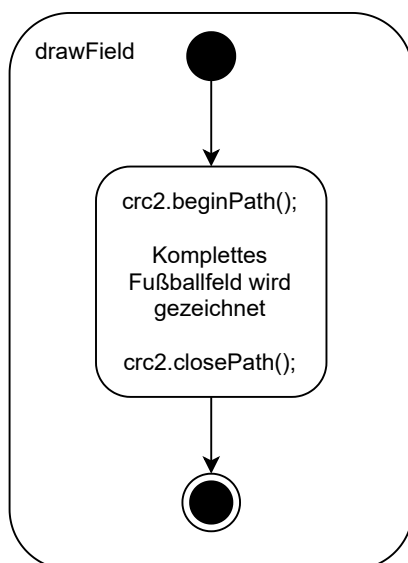 drawField
crc2.beginPath();
Komplettes
Fußballfeld wird
gezeichnet
crc2.closePath();